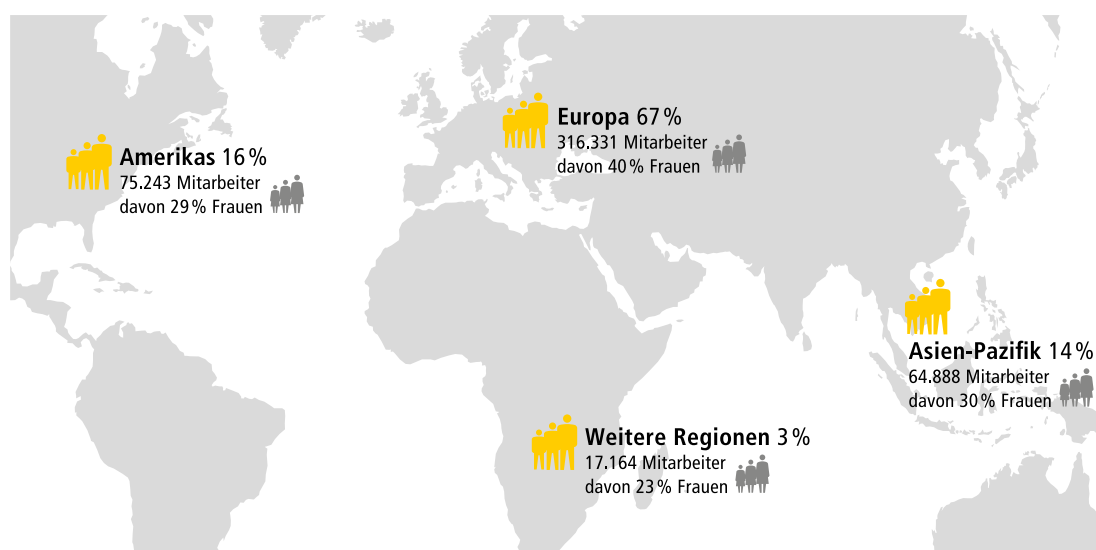 Europa 67 %
316.331 Mitarbeiter
davon 40 % Frauen
Amerikas 16 %
75.243 Mitarbeiter
davon 29 % Frauen
Asien-Pazifik 14 %
64.888 Mitarbeiter
davon 30 % Frauen
Weitere Regionen 3 %
17.164 Mitarbeiter
davon 23 % Frauen